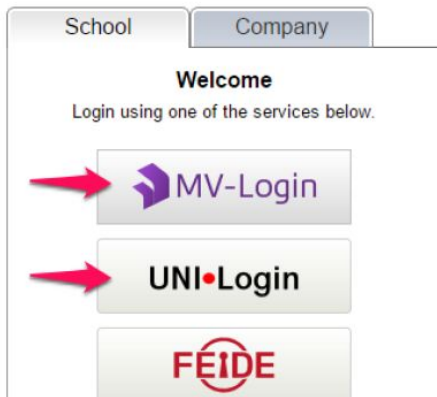 School
Company
Welcome
Login using one of the services below.
MV-Login
UNI•Login
FEIDE